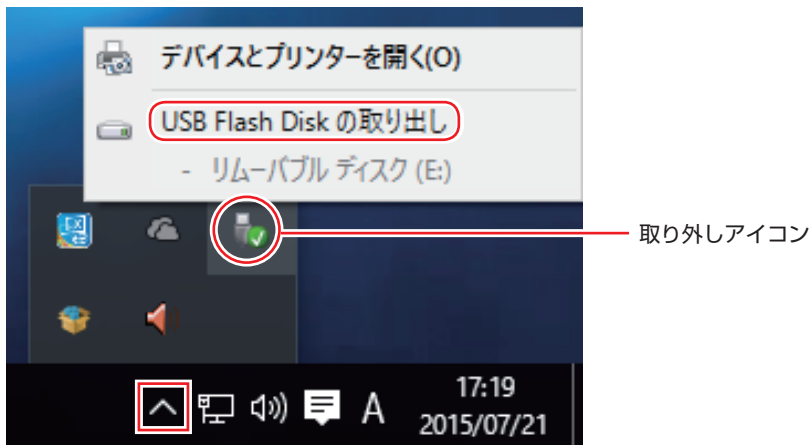 デバイスとプリンターを開く(O)
USB Flash Disk の取り出し
- リムーバブル ディスク (E:)
取り外しアイコン
A
17:19
2015/07/21